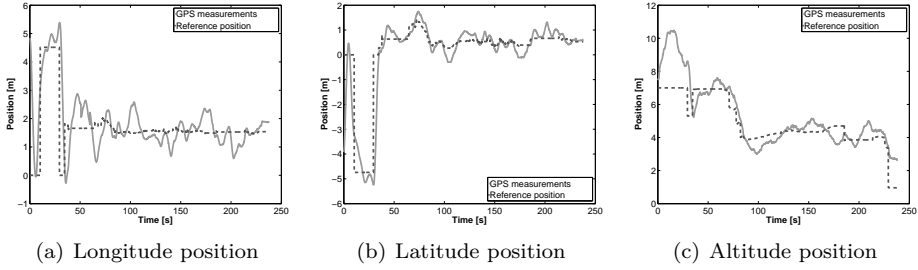 GPS measurements
Reference position
Position [m]
6
5
4
3
2
1
0
−1
0
50
100
150
200
250
Time [s]
(a) Longitude position
2
1
0
−1
−2
−3
−4
−5
−6
Position [m]
GPS measurements
Reference position
0
50
100
150
200
250
Time [s]
(b) Latitude position
GPS measurements
Reference position
Position [m]
12
10
8
6
4
2
0
0
50
100
150
200
250
Time [s]
(c) Altitude position